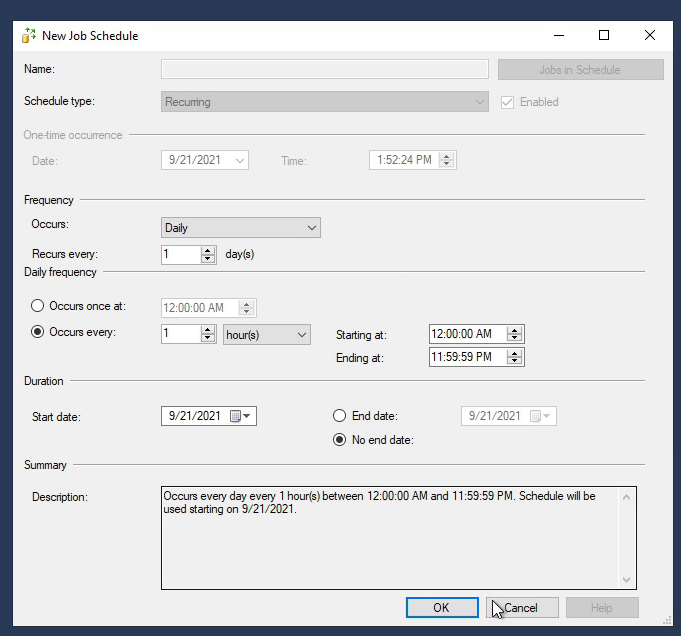 New Job Schedule
Name:
Jobs in Schedule
Schedule type:
Recurring
Enabled
One-time occurrence
Date:
9/21/2021
Time:
1:52:24 PM
Frequency
Occurs:
Daily
Recurs every:
1
day(s)
Daily frequency
Occurs once at:
12:00:00 AM
Occurs every:
1
hour(s)
Starting at:
12:00:00 AM
Ending at:
11:59:59 PM
Duration
Start date:
9/21/2021
End date:
9/21/2021
No end date:
Summary
Description:
Occurs every day every 1 hour(s) between 12:00:00 AM and 11:59:59 PM. Schedule will be
used starting on 9/21/2021.
OK
Cancel
Help